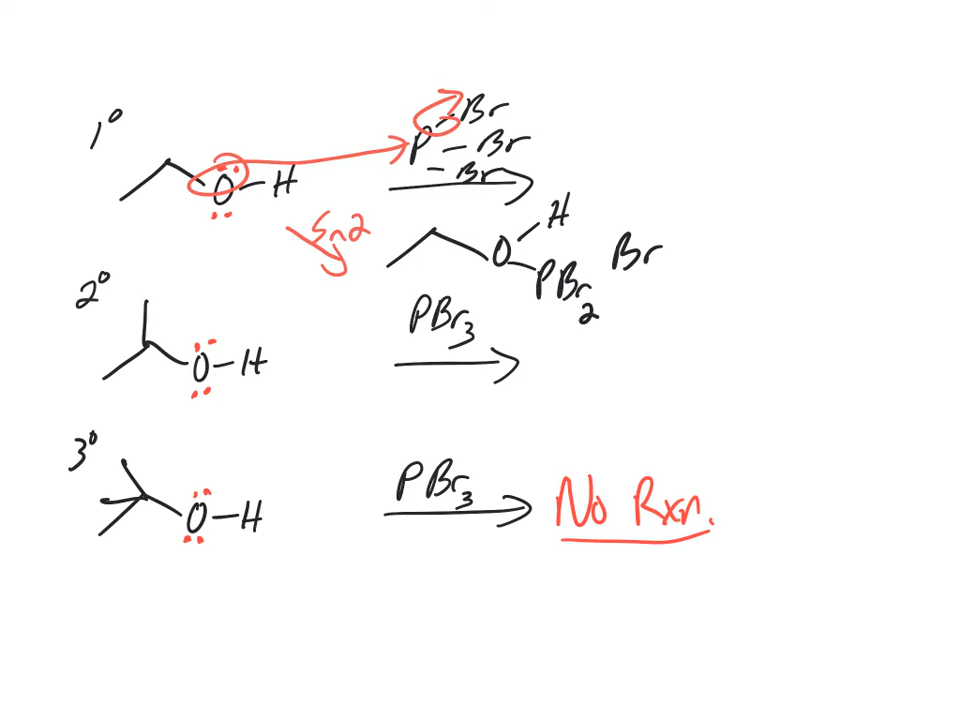 1°
P-Br
-Br
-Br
O-H
Sn2
O
H
PBr2
Br
2°
O-H
PBr3
3°
O-H
PBr3
No Rxn.